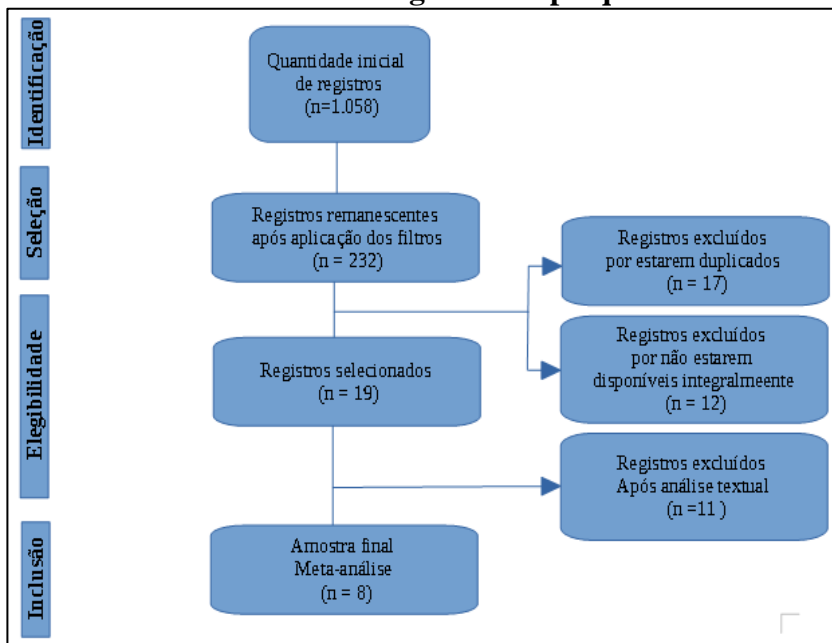 Identificação
Quantidade inicial
de registros
(n=1.058)
Seleção
Registros remanescentes
após aplicação dos filtros
(n = 232)
Registros excluídos
por estarem duplicados
(n = 17)
Elegibilidade
Registros selecionados
(n = 19)
Registros excluídos
por não estarem
disponíveis integralmeente
(n = 12)
Registros excluídos
Após análise textual
(n =11 )
Inclusão
Amostra final
Meta-análise
(n = 8)